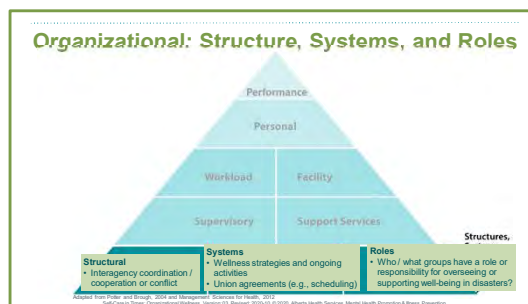 Organizational: Structure, Systems, and Roles
Performance
Personal
Workload
Facility
Supervisory
Support Services
Structures,
Structural
• Interagency coordination /
cooperation or conflict
Systems
• Wellness strategies and ongoing
activities
• Union agreements (e.g., scheduling)
Roles
• Who / what groups have a role or
responsibility for overseeing or
supporting well-being in disasters?
Adapted from Potter and Brough, 2004 and Management Sciences for Health, 2012